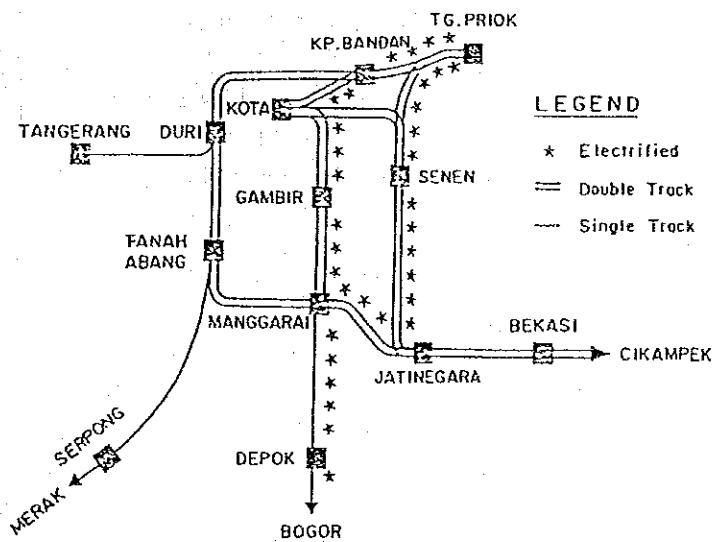 TG. PRIOK
KP. BANDAN
KOTA
TANGERANG
DURI
LEGEND
* Electrified
Double Track
Single Track
SENEN
GAMBIR
TANAH
ABANG
MANGGARAI
BEKASI
CIKAMPEK
JATINEGARA
SERPONG
MERAK
DEPOK
BOGOR